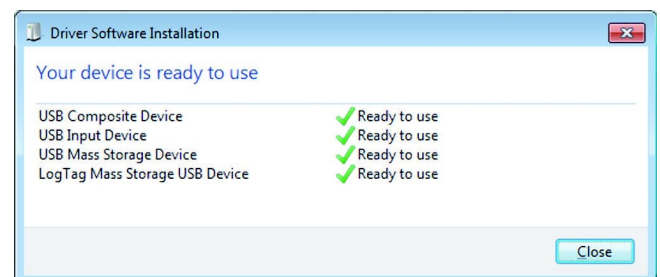 Driver Software Installation
Your device is ready to use
USB Composite Device Ready to use
USB Input Device Ready to use
USB Mass Storage Device Ready to use
LogTag Mass Storage USB Device Ready to use
Close